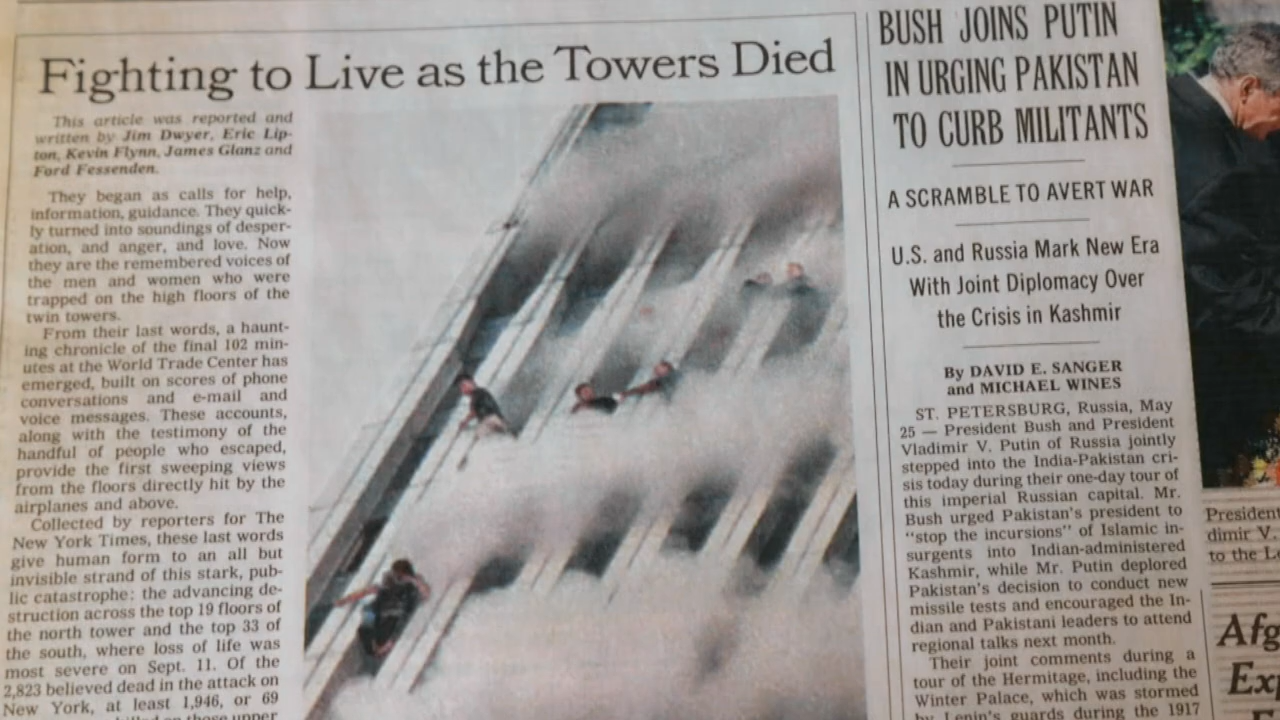 Fighting to Live as the Towers Died
This article was reported and
written by Jim Dwyer, Eric Lip-
ton, Kevin Flynn, James Glanz and
Ford Fessenden.
They began as calls for help,
information, guidance. They quick-
ly turned into soundings of desper-
ation, and anger, and love. Now
they are the remembered voices of
the men and women who were
trapped on the high floors of the
twin towers.
From their last words, a haunt-
ing chronicle of the final 102 min-
utes at the World Trade Center has
emerged, built on scores of phone
conversations and e-mail and
voice messages. These accounts,
along with the testimony of the
handful of people who escaped,
provide the first sweeping views
from the floors directly hit by the
airplanes and above.
Collected by reporters for The
New York Times, these last words
give human form to an all but
invisible strand of this stark, pub-
lic catastrophe: the advancing de-
struction across the top 19 floors of
the north tower and the top 33 of
the south, where loss of life was
most severe on Sept. 11. Of the
2,823 believed dead in the attack on
New York, at least 1,946, or 69
BUSH JOINS PUTIN
IN URGING PAKISTAN
TO CURB MILITANTS
A SCRAMBLE TO AVERT WAR
U.S. and Russia Mark New Era
With Joint Diplomacy Over
the Crisis in Kashmir
By DAVID E. SANGER
and MICHAEL WINES
ST. PETERSBURG, Russia, May
25 — President Bush and President
Vladimir V. Putin of Russia jointly
stepped into the India-Pakistan cri-
sis today during their one-day tour of
this imperial Russian capital. Mr.
Bush urged Pakistan's president to
"stop the incursions" of Islamic in-
surgents into Indian-administered
Kashmir, while Mr. Putin deplored
Pakistan's decision to conduct new
missile tests and encouraged the In-
dian and Pakistani leaders to attend
regional talks next month.
Their joint comments during a
tour of the Hermitage, including the
Winter Palace, which was stormed
by Lenin's guards during the 1917
President
dimir V.
to the
Afg
Ex